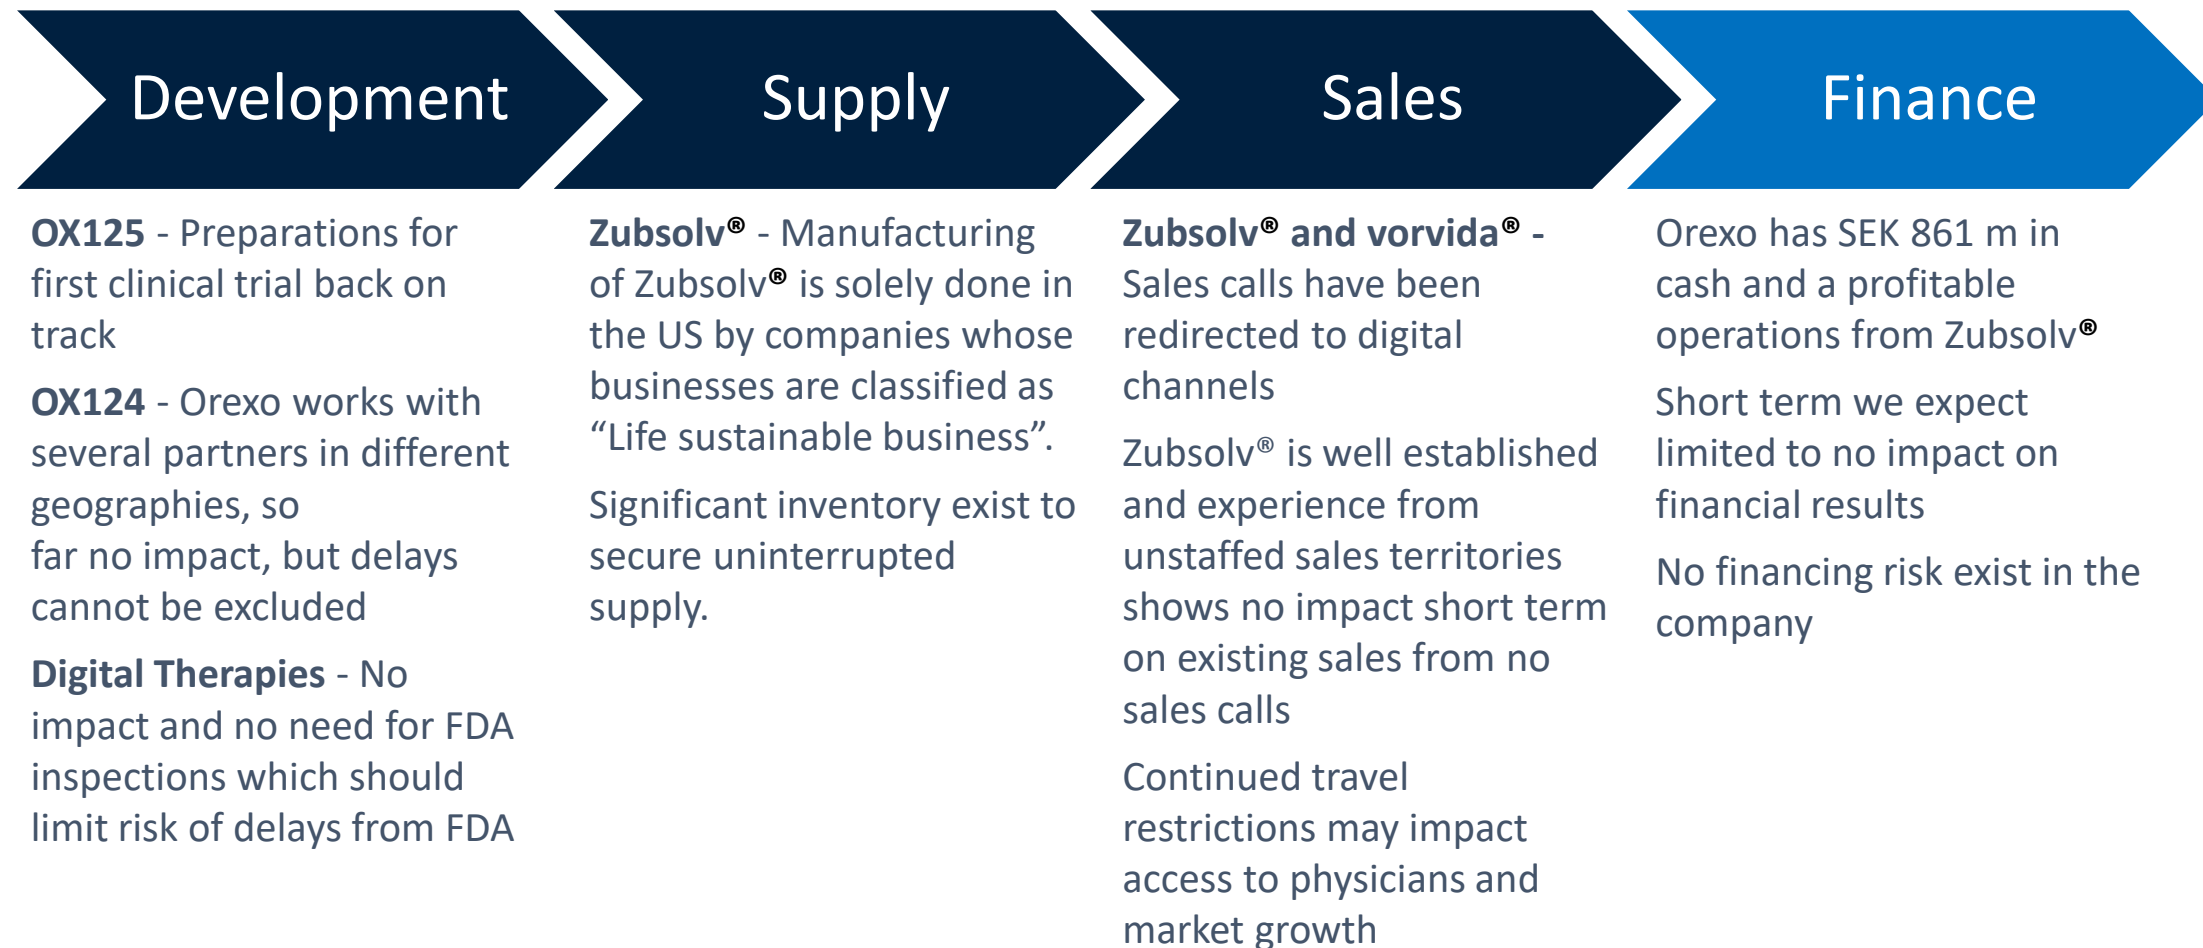 Development
Supply
Sales
Finance
OX125 - Preparations for
first clinical trial back on
track
OX124 - Orexo works with
several partners in different
geographies, so
far no impact, but delays
cannot be excluded
Digital Therapies - No
impact and no need for FDA
inspections which should
limit risk of delays from FDA
Zubsolv® - Manufacturing
of Zubsolv® is solely done in
the US by companies whose
businesses are classified as
“Life sustainable business”.
Significant inventory exist to
secure uninterrupted
supply.
Zubsolv® and vorvida® -
Sales calls have been
redirected to digital
channels
Zubsolv® is well established
and experience from
unstaffed sales territories
shows no impact short term
on existing sales from no
sales calls
Continued travel
restrictions may impact
access to physicians and
market growth
Orexo has SEK 861 m in
cash and a profitable
operations from Zubsolv®
Short term we expect
limited to no impact on
financial results
No financing risk exist in the
company